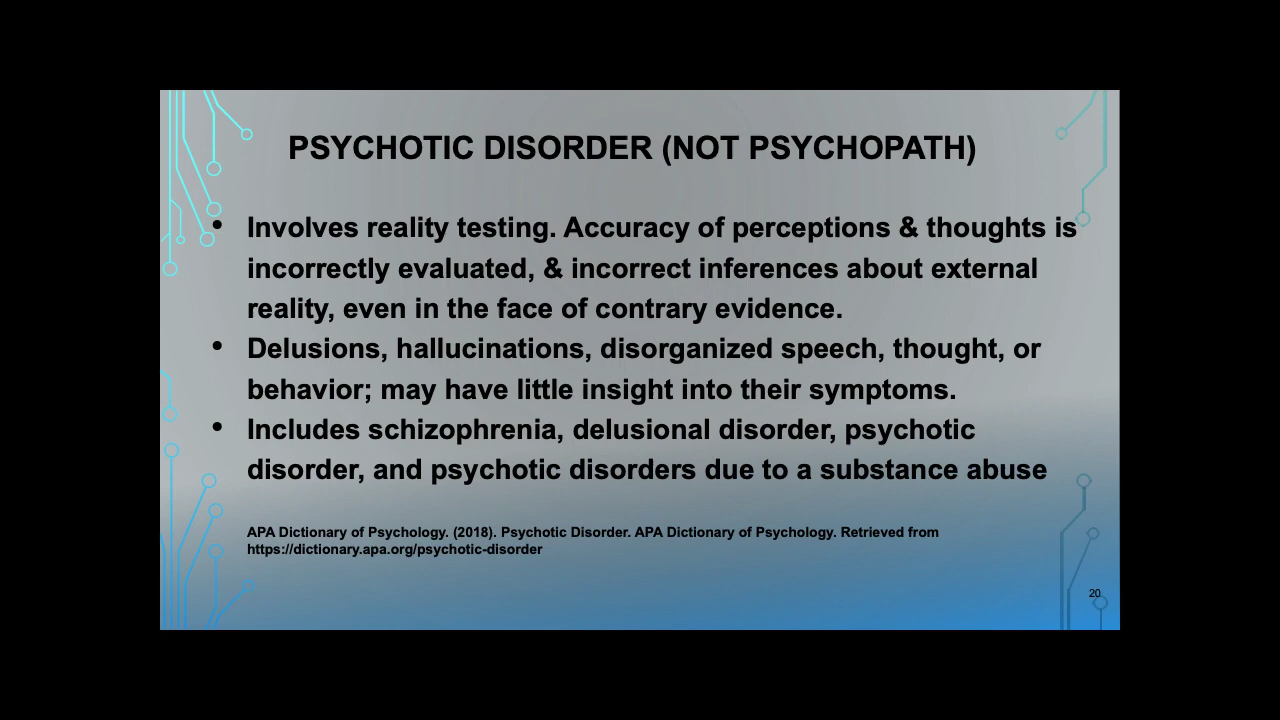 PSYCHOTIC DISORDER (NOT PSYCHOPATH)
• Involves reality testing. Accuracy of perceptions & thoughts is
incorrectly evaluated, & incorrect inferences about external
reality, even in the face of contrary evidence.
• Delusions, hallucinations, disorganized speech, thought, or
behavior; may have little insight into their symptoms.
• Includes schizophrenia, delusional disorder, psychotic
disorder, and psychotic disorders due to a substance abuse
APA Dictionary of Psychology. (2018). Psychotic Disorder. APA Dictionary of Psychology. Retrieved from
https://dictionary.apa.org/psychotic-disorder
20